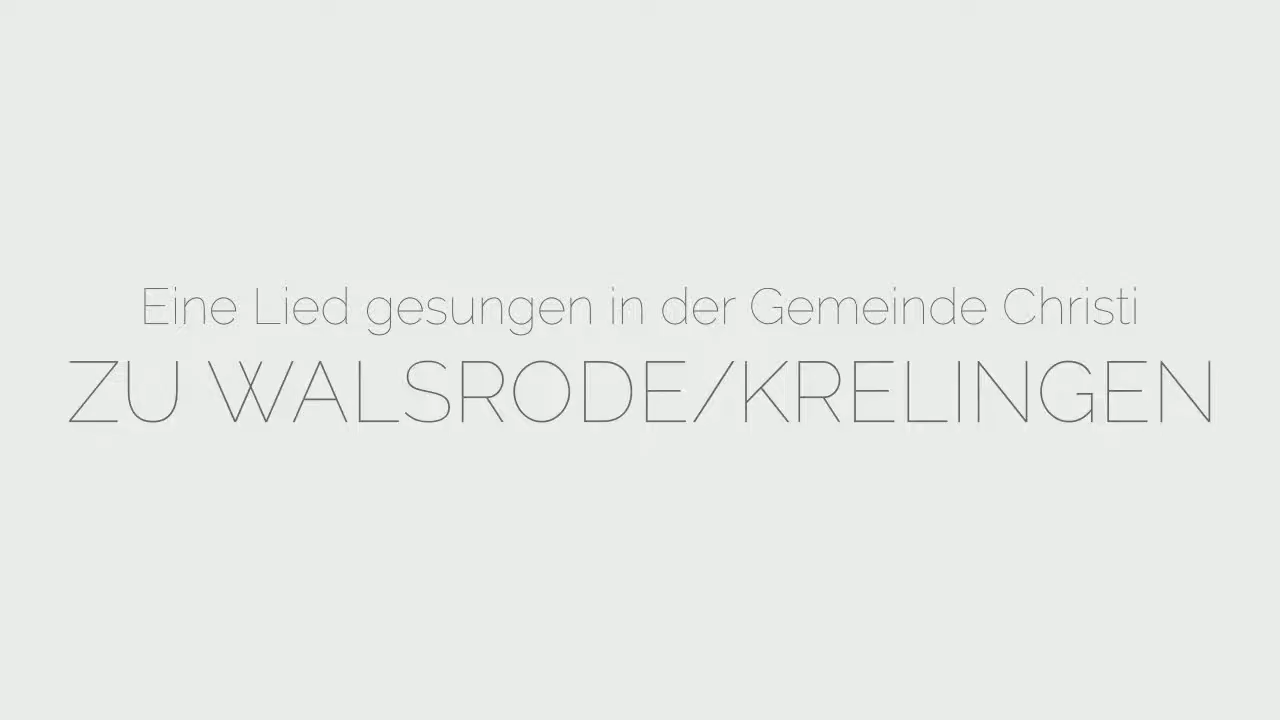 Eine Lied gesungen in der Gemeinde Christi
ZU WALSRODE/KRELINGEN